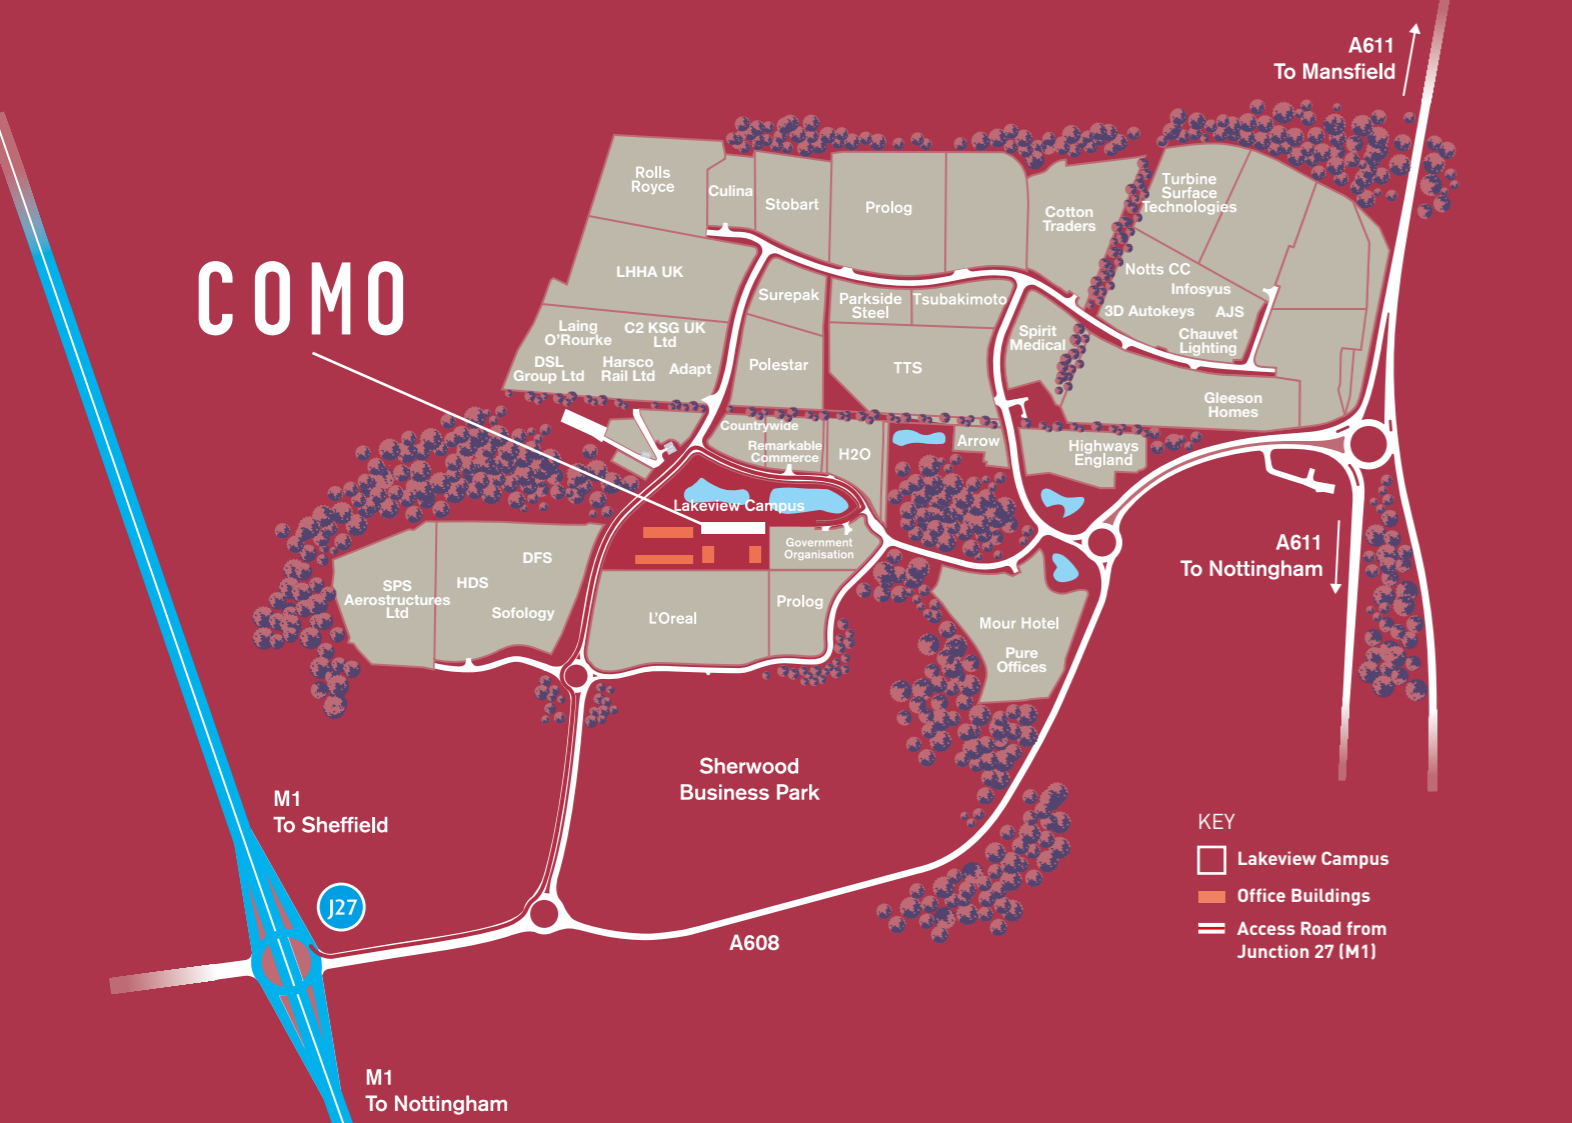 A611
To Mansfield
Rolls
Royce
Culina
Stobart
Prolog
Cotton
Traders
Turbine
Surface
Technologies
COMO
LHHA UK
Surepak
Parkside
Steel
Tsubakimoto
Notts CC
Infosyus
3D Autokeys
AJS
Chauvet
Lighting
Spirit
Medical
Laing
O'Rourke
C2 KSG UK
Ltd
DSL
Group Ltd
Harsco
Rail Ltd
Adapt
Polestar
TTS
Gleeson
Homes
Countrywide
Remarkable
Commerce
H2O
Arrow
Highways
England
Lakeview Campus
Government
Organisation
A611
To Nottingham
DFS
SPS
Aerostructures
Ltd
HDS
Sofology
L'Oreal
Prolog
Mour Hotel
Pure
Offices
Sherwood
Business Park
M1
To Sheffield
J27
A608
M1
To Nottingham
KEY
Lakeview Campus
Office Buildings
Access Road from
Junction 27 (M1)